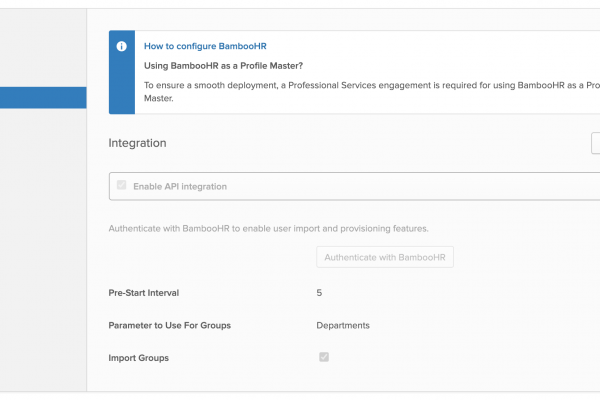 How to configure BambooHR
Using BambooHR as a Profile Master?
To ensure a smooth deployment, a Professional Services engagement is required for using BambooHR as a
Master.
Integration
Enable API integration
Authenticate with BambooHR to enable user import and provisioning features.
Authenticate with BambooHR
Pre-Start Interval
5
Parameter to Use For Groups
Departments
Import Groups